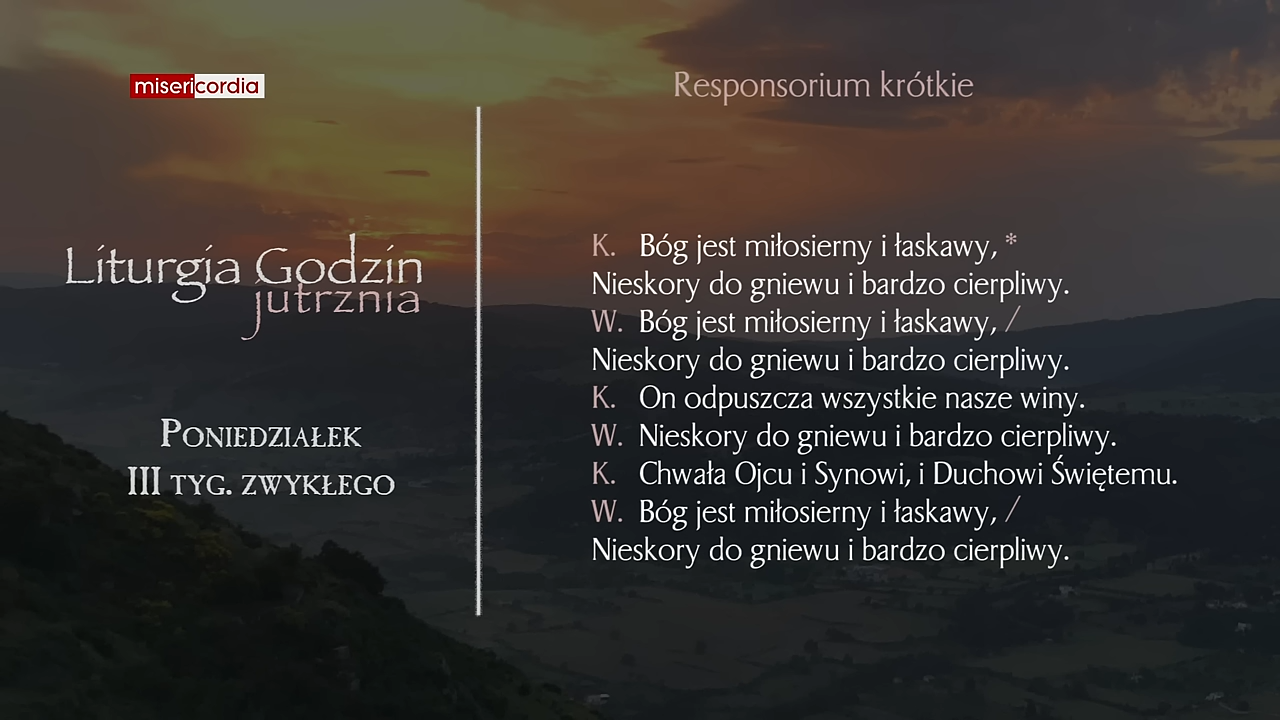 misericordia
Liturgia Godzin
jutrznia
Poniedziałek
III tyg. zwykłego
Responsorium krótkie
K. Bóg jest miłosierny i łaskawy, *
Nieskory do gniewu i bardzo cierpliwy.
W. Bóg jest miłosierny i łaskawy, /
Nieskory do gniewu i bardzo cierpliwy.
K. On odpuszcza wszystkie nasze winy.
W. Nieskory do gniewu i bardzo cierpliwy.
K. Chwała Ojcu i Synowi, i Duchowi Świętemu.
W. Bóg jest miłosierny i łaskawy, /
Nieskory do gniewu i bardzo cierpliwy.